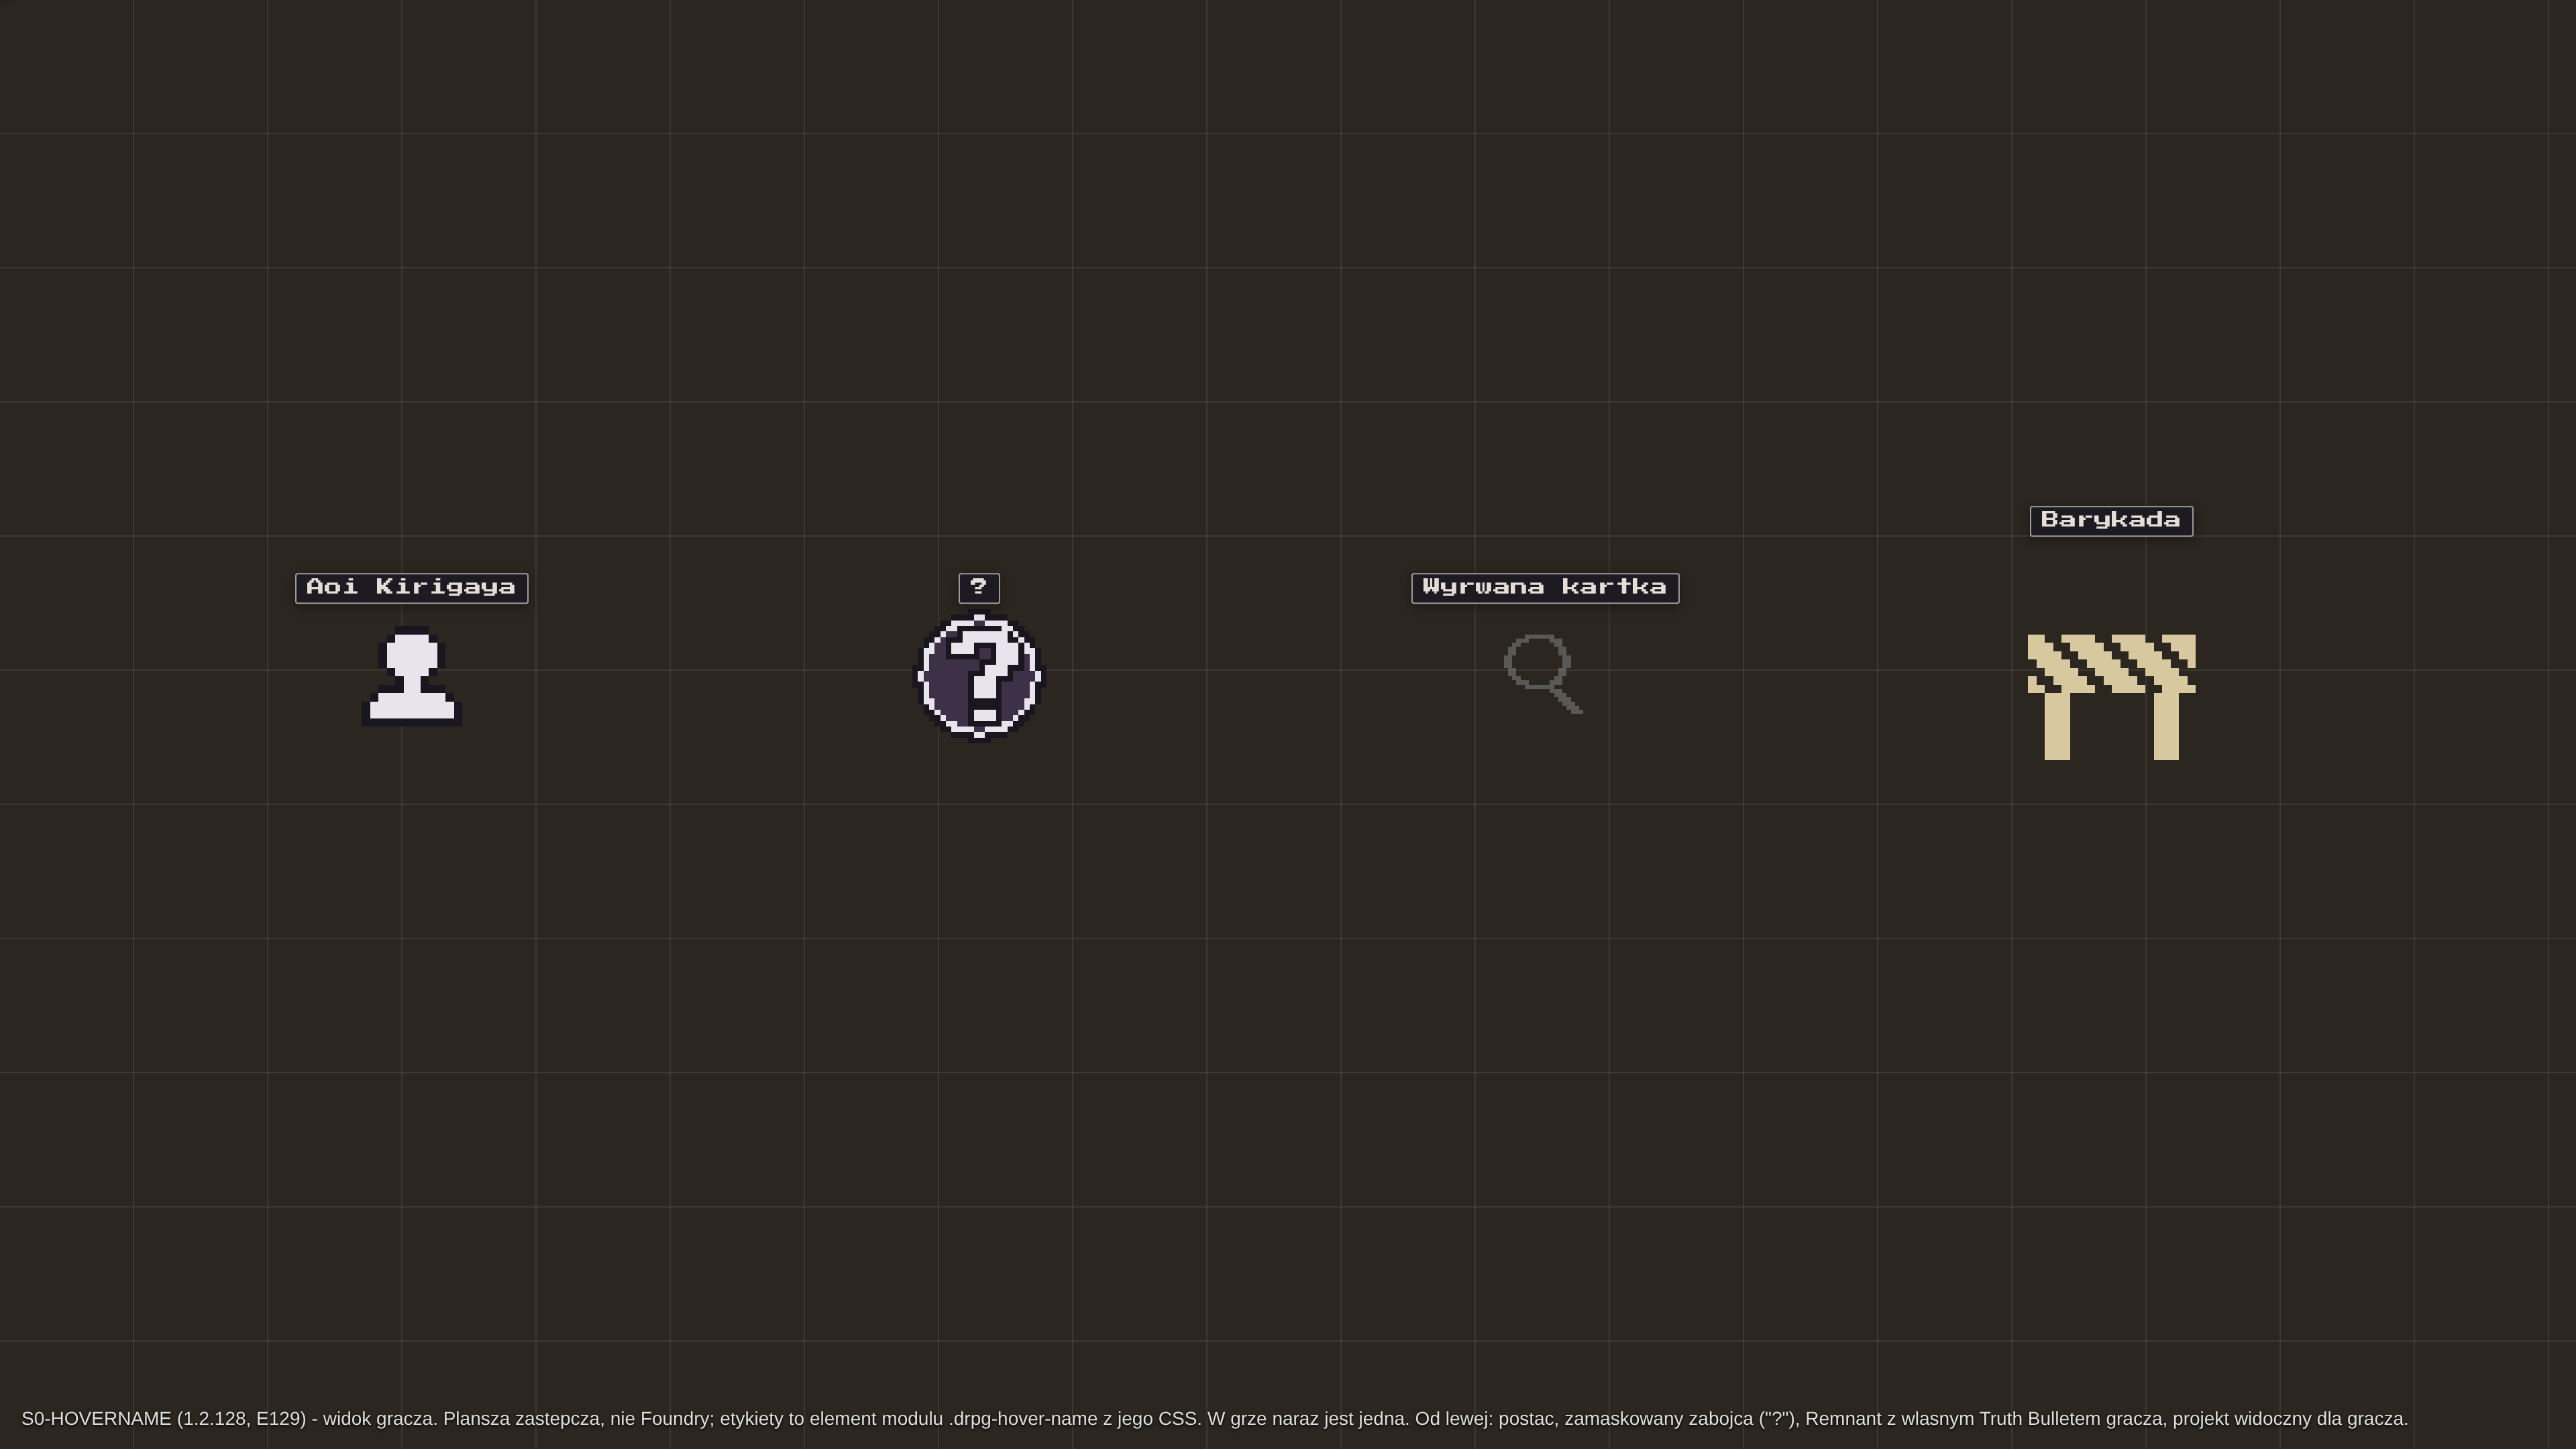 Barykada
Aoi Kirigaya
?
Wyrwana kartka
S0-HOVERNAME (1.2.128, E129) - widok gracza. Plansza zastepcza, nie Foundry; etykiety to element modulu .drpg-hover-name z jego CSS. W grze naraz jest jedna. Od lewej: postac, zamaskowany zabojca ("?"), Remnant z wlasnym Truth Bulletem gracza, projekt widoczny dla gracza.